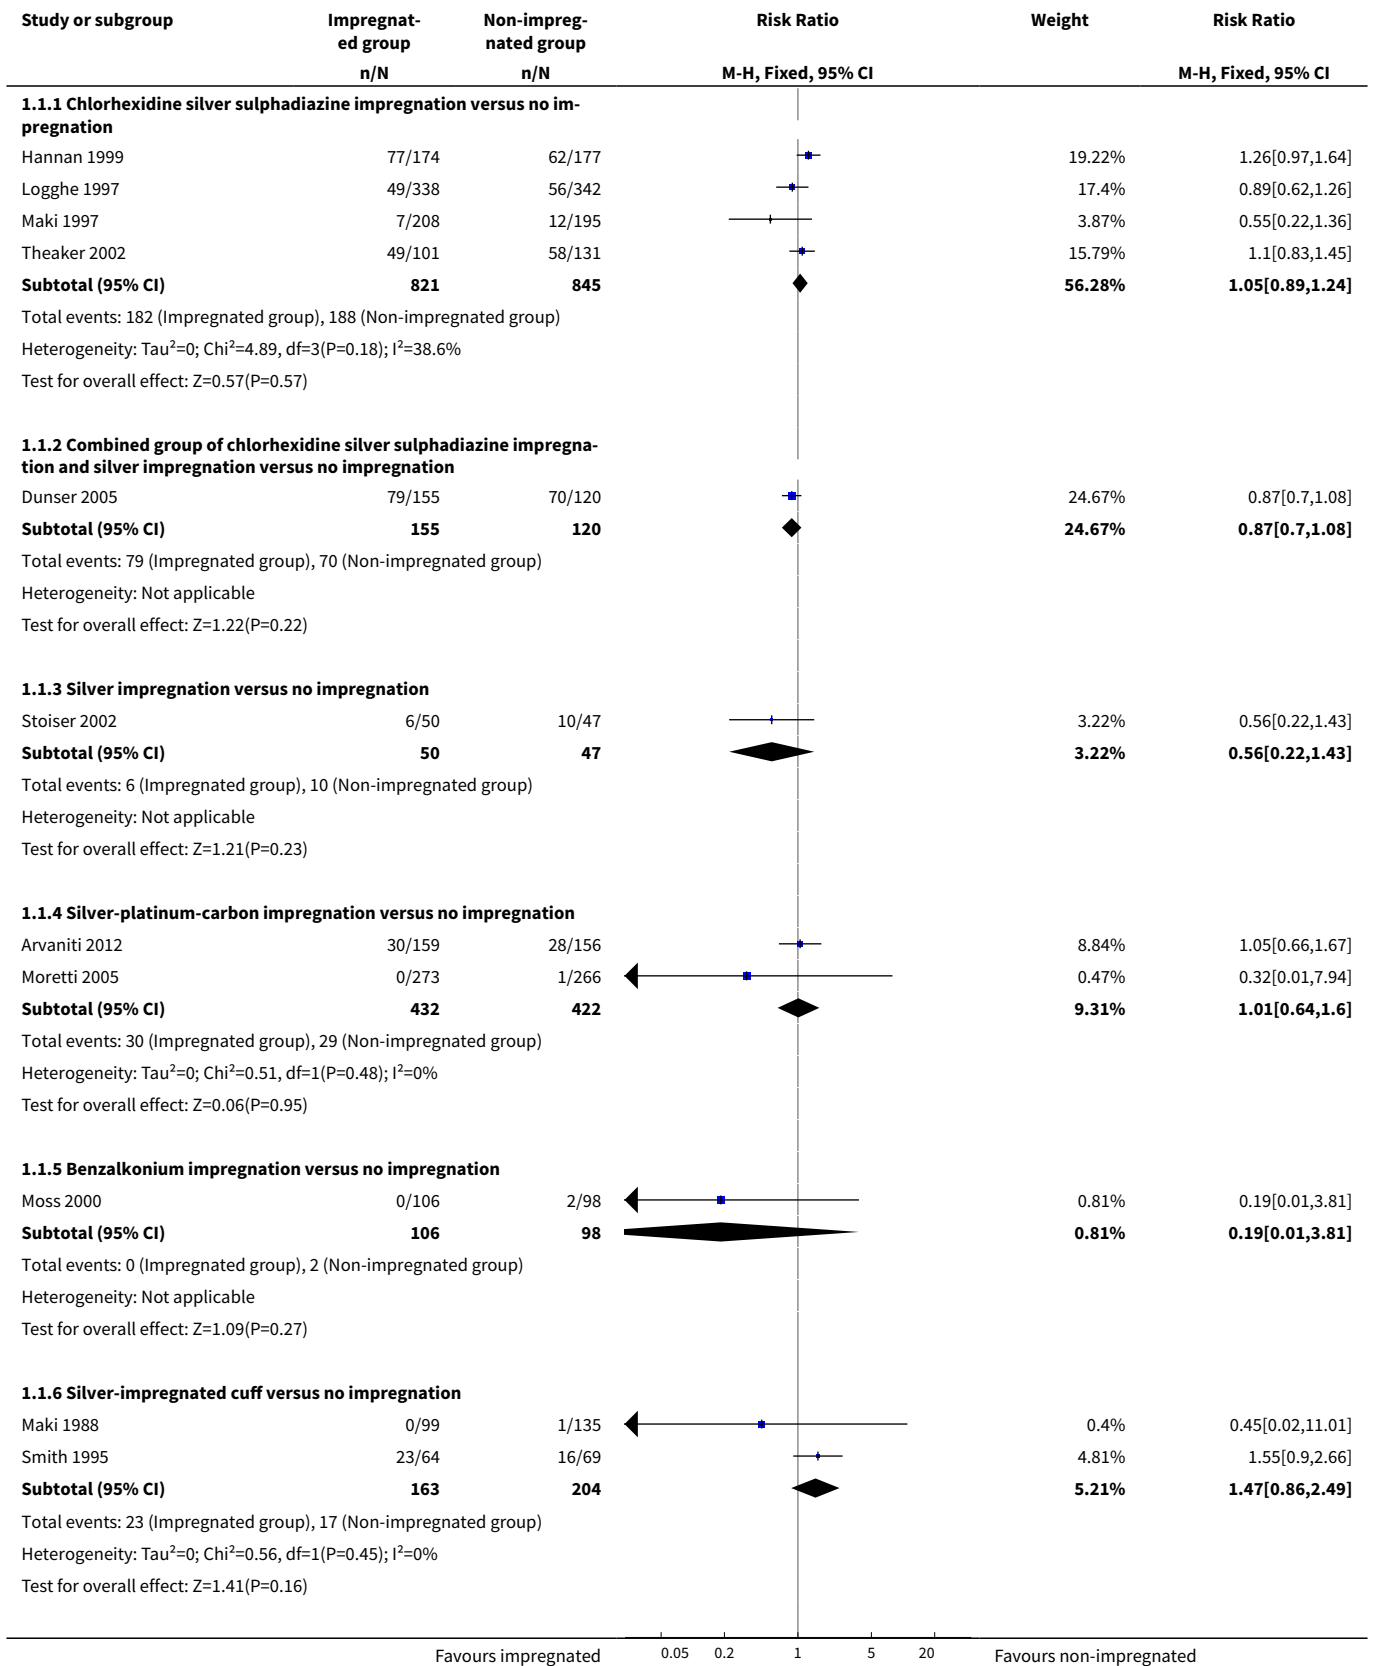 Study or subgroup Impregnat- Non-impreg- Risk Ratio Weight Risk Ratio
ed group nated group
n/N n/N M-H, Fixed, 95% CI M-H, Fixed, 95% CI
1.1.1 Chlorhexidine silver sulphadiazine impregnation versus no im-
pregnation
Hannan 1999 77/174 62/177 19.22% 1.26[0.97,1.64]
Logghe 1997 49/338 56/342 17.4% 0.89[0.62,1.26]
Maki 1997 7/208 12/195 3.87% 0.55[0.22,1.36]
Theaker 2002 49/101 58/131 15.79% 1.1[0.83,1.45]
Subtotal (95% CI) 821 845 56.28% 1.05[0.89,1.24]
Total events: 182 (Impregnated group), 188 (Non-impregnated group)
Heterogeneity: Tau²=0; Chi²=4.89, df=3(P=0.18); I²=38.6%
Test for overall effect: Z=0.57(P=0.57)
1.1.2 Combined group of chlorhexidine silver sulphadiazine impregna-
tion and silver impregnation versus no impregnation
Dunser 2005 79/155 70/120 24.67% 0.87[0.7,1.08]
Subtotal (95% CI) 155 120 24.67% 0.87[0.7,1.08]
Total events: 79 (Impregnated group), 70 (Non-impregnated group)
Heterogeneity: Not applicable
Test for overall effect: Z=1.22(P=0.22)
1.1.3 Silver impregnation versus no impregnation
Stoiser 2002 6/50 10/47 3.22% 0.56[0.22,1.43]
Subtotal (95% CI) 50 47 3.22% 0.56[0.22,1.43]
Total events: 6 (Impregnated group), 10 (Non-impregnated group)
Heterogeneity: Not applicable
Test for overall effect: Z=1.21(P=0.23)
1.1.4 Silver-platinum-carbon impregnation versus no impregnation
Arvaniti 2012 30/159 28/156 8.84% 1.05[0.66,1.67]
Moretti 2005 0/273 1/266 0.47% 0.32[0.01,7.94]
Subtotal (95% CI) 432 422 9.31% 1.01[0.64,1.6]
Total events: 30 (Impregnated group), 29 (Non-impregnated group)
Heterogeneity: Tau²=0; Chi²=0.51, df=1(P=0.48); I²=0%
Test for overall effect: Z=0.06(P=0.95)
1.1.5 Benzalkonium impregnation versus no impregnation
Moss 2000 0/106 2/98 0.81% 0.19[0.01,3.81]
Subtotal (95% CI) 106 98 0.81% 0.19[0.01,3.81]
Total events: 0 (Impregnated group), 2 (Non-impregnated group)
Heterogeneity: Not applicable
Test for overall effect: Z=1.09(P=0.27)
1.1.6 Silver-impregnated cuff versus no impregnation
Maki 1988 0/99 1/135 0.4% 0.45[0.02,11.01]
Smith 1995 23/64 16/69 4.81% 1.55[0.9,2.66]
Subtotal (95% CI) 163 204 5.21% 1.47[0.86,2.49]
Total events: 23 (Impregnated group), 17 (Non-impregnated group)
Heterogeneity: Tau²=0; Chi²=0.56, df=1(P=0.45); I²=0%
Test for overall effect: Z=1.41(P=0.16)
Favours impregnated 0.05 0.2 1 5 20 Favours non-impregnated